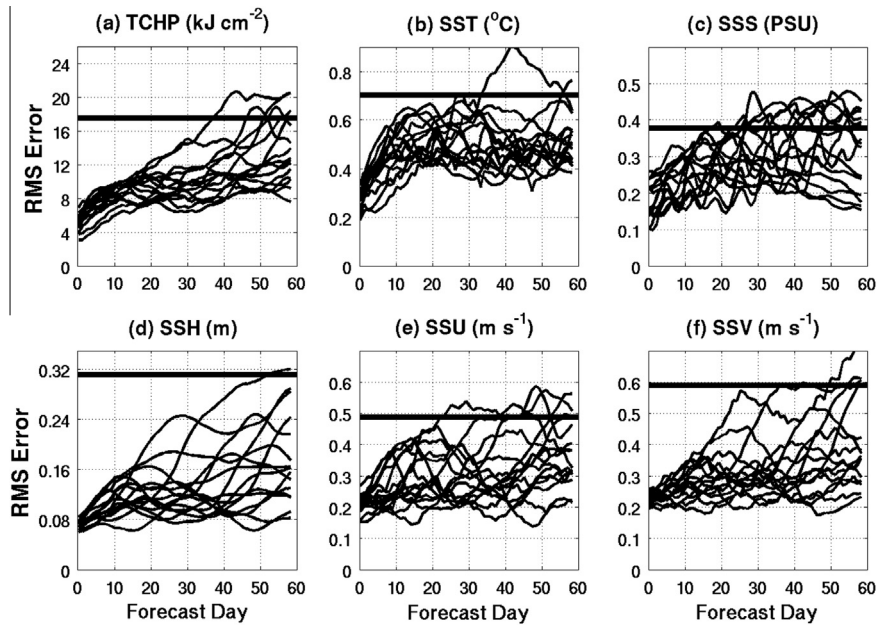 (a) TCHP (kJ cm⁻²)
(b) SST (°C)
(c) SSS (PSU)
RMS Error
24
20
16
12
8
4
0
0 10 20 30 40 50 60
0.8
0.6
0.4
0.2
0
0 10 20 30 40 50 60
0.5
0.4
0.3
0.2
0.1
0
0 10 20 30 40 50 60
(d) SSH (m)
(e) SSU (m s⁻¹)
(f) SSV (m s⁻¹)
RMS Error
0.32
0.24
0.16
0.08
0
0 10 20 30 40 50 60
Forecast Day
0.6
0.5
0.4
0.3
0.2
0.1
0
0 10 20 30 40 50 60
Forecast Day
0.6
0.5
0.4
0.3
0.2
0.1
0
0 10 20 30 40 50 60
Forecast Day